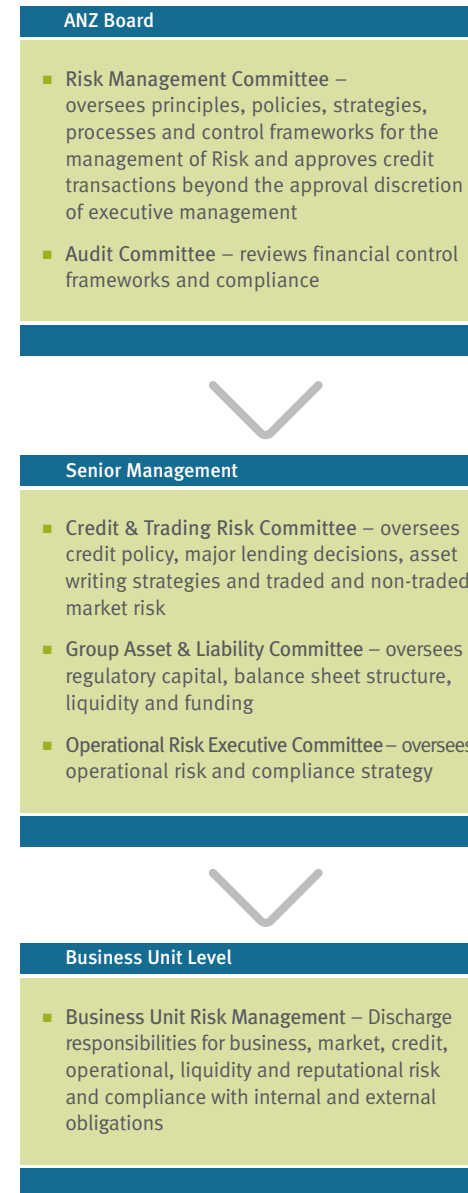 ANZ Board
▪ Risk Management Committee –
oversees principles, policies, strategies,
processes and control frameworks for the
management of Risk and approves credit
transactions beyond the approval discretion
of executive management
▪ Audit Committee – reviews financial control
frameworks and compliance
Senior Management
▪ Credit & Trading Risk Committee – oversees
credit policy, major lending decisions, asset
writing strategies and traded and non-traded
market risk
▪ Group Asset & Liability Committee – oversees
regulatory capital, balance sheet structure,
liquidity and funding
▪ Operational Risk Executive Committee – oversees
operational risk and compliance strategy
Business Unit Level
▪ Business Unit Risk Management – Discharge
responsibilities for business, market, credit,
operational, liquidity and reputational risk
and compliance with internal and external
obligations